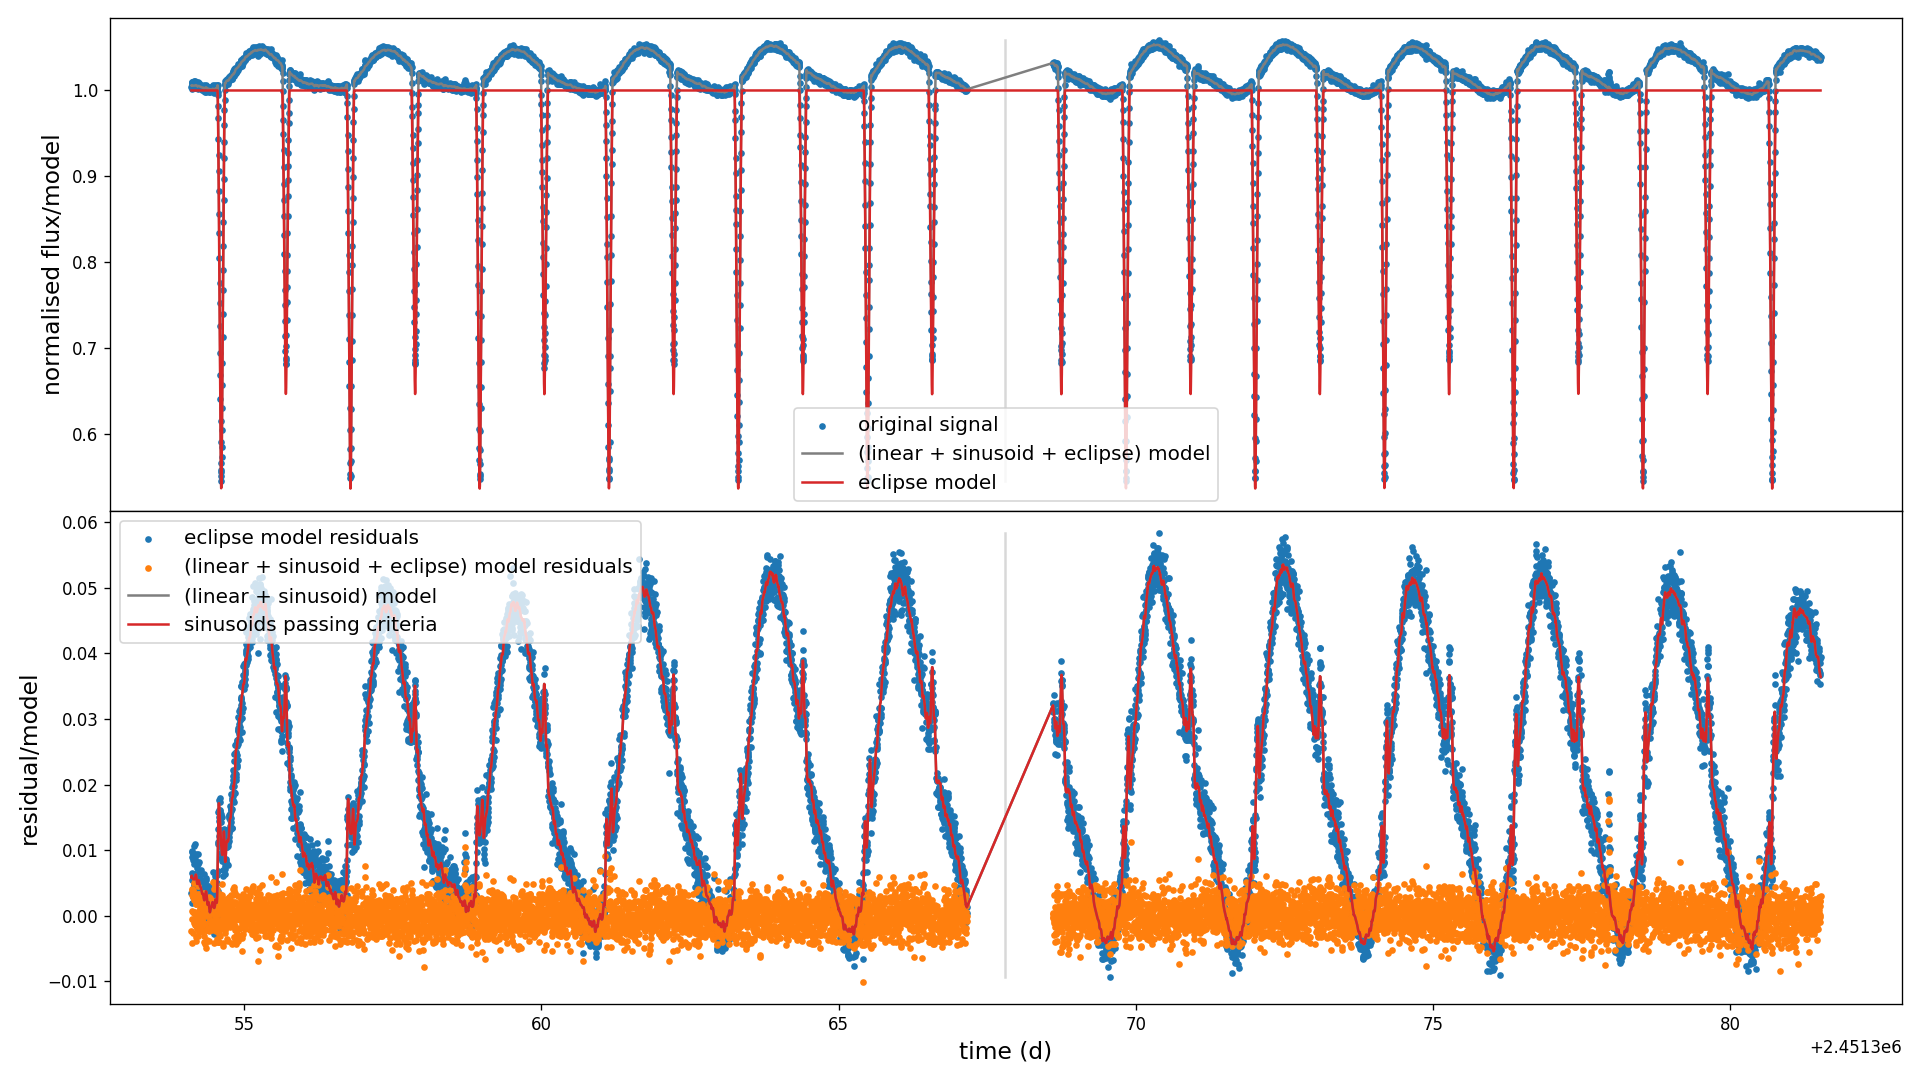 normalised flux/model
1.0
0.9
0.8
0.7
0.6
original signal
(linear + sinusoid + eclipse) model
eclipse model
residual/model
0.06
0.05
0.04
0.03
0.02
0.01
0.00
−0.01
eclipse model residuals
(linear + sinusoid + eclipse) model residuals
(linear + sinusoid) model
sinusoids passing criteria
55
60
65
70
75
80
time (d)
+2.4513e6